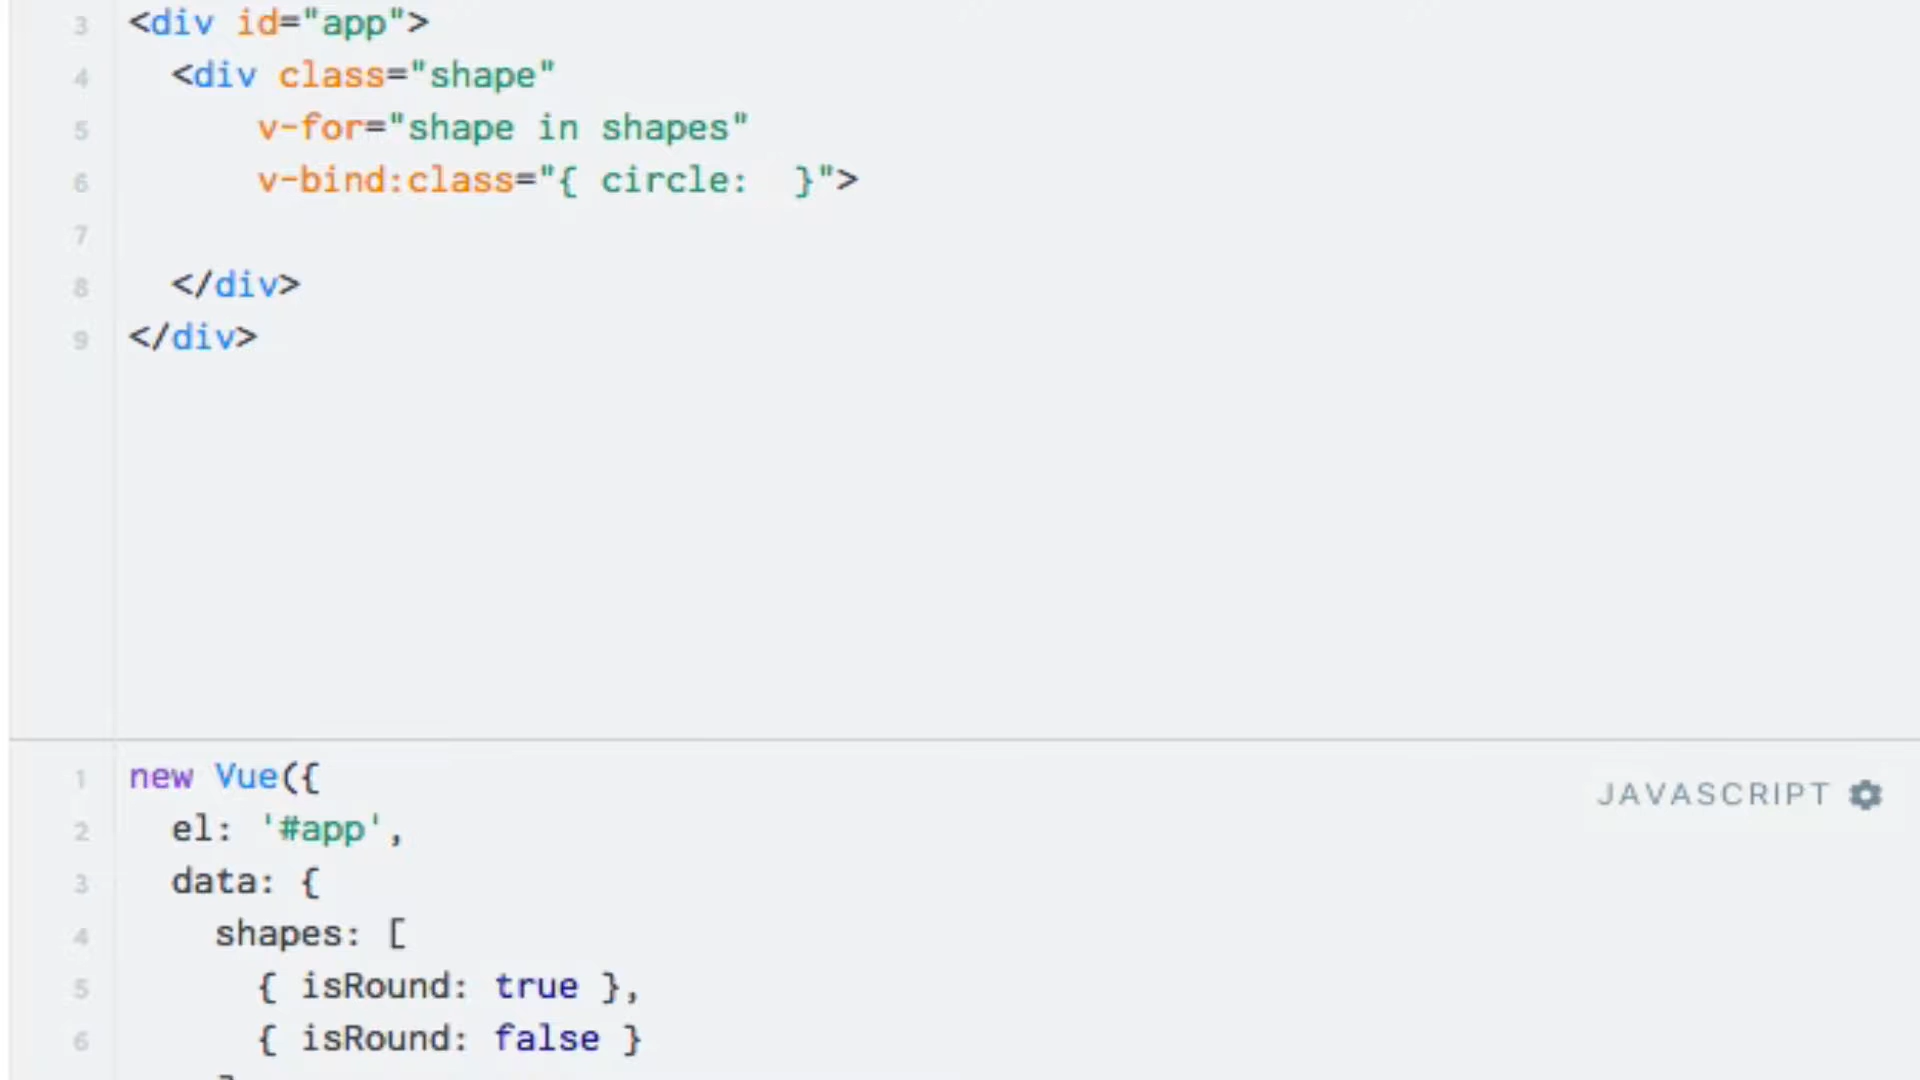 3 <div id="app">
4 <div class="shape"
5 v-for="shape in shapes"
6 v-bind:class="{ circle:  }">
7
8 </div>
9 </div>
1 new Vue({
JAVASCRIPT
2 el: '#app',
3 data: {
4 shapes: [
5 { isRound: true },
6 { isRound: false }